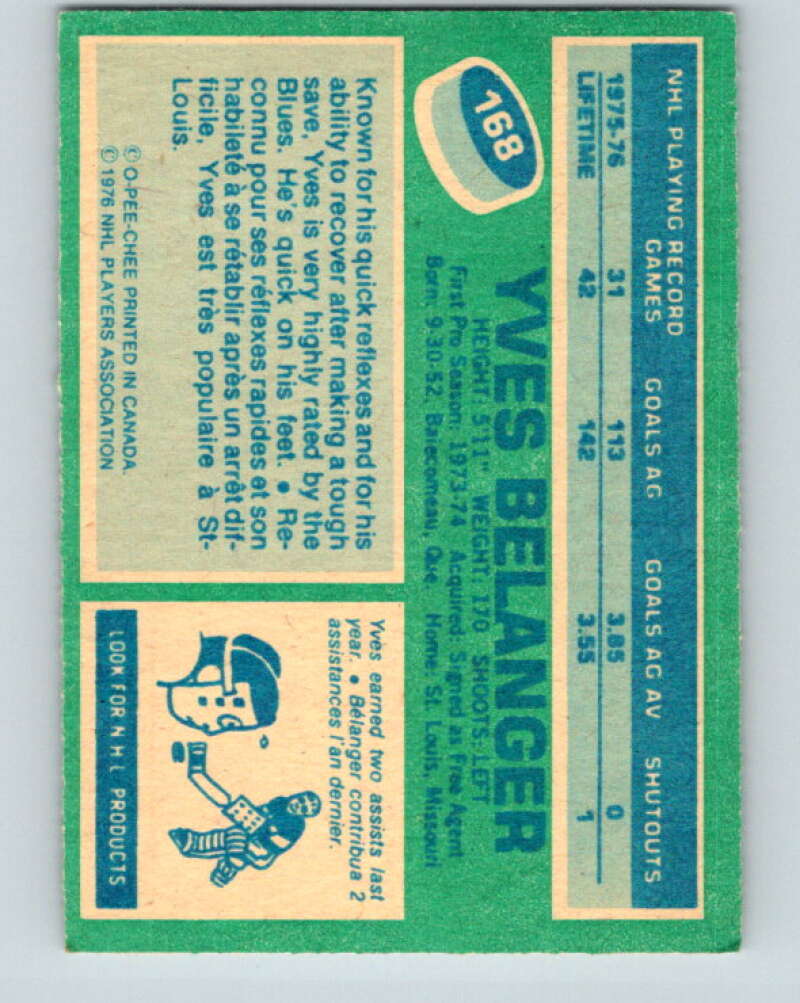 NHL PLAYING RECORD
GAMES GOALS AG GOALS AG AV SHUTOUTS
1975-76 31 113 3.85 0
LIFETIME 42 142 3.55 1
168
YVES BELANGER
HEIGHT: 5'11" WEIGHT: 170 SHOOTS: LEFT
First Pro Season: 1973-74 Acquired: Signed as Free Agent
Born: 9-30-52, Baiecomeau, Que. Home: St. Louis, Missouri
Known for his quick reflexes and for his
ability to recover after making a tough
save, Yves is very highly rated by the
Blues. He's quick on his feet. • Re-
connu pour ses réflexes rapides et son
habileté à se rétablir après un arrêt dif-
ficile, Yves est très populaire à St-
Louis.
© O-PEE-CHEE PRINTED IN CANADA.
© 1976 NHL PLAYERS ASSOCIATION
Yves earned two assists last
year. • Bélanger contribua 2
assistances l'an dernier.
LOOK FOR NHL PRODUCTS